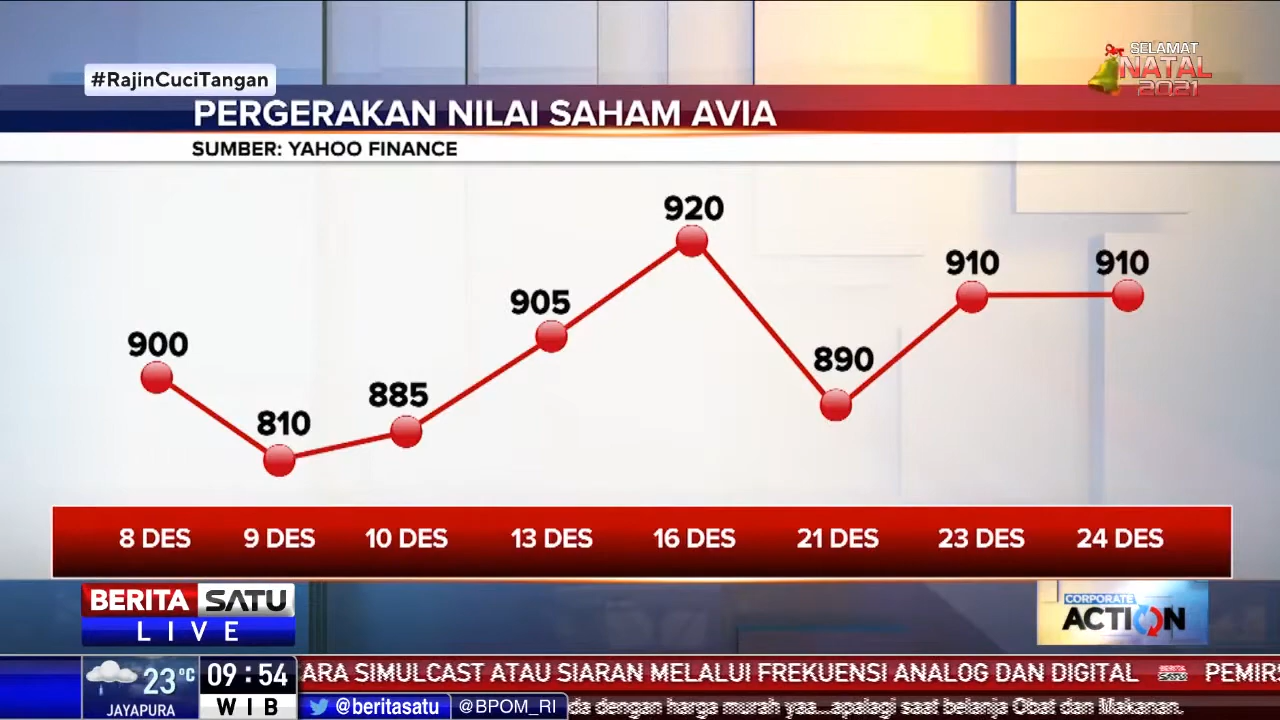 #RajinCuciTangan
SELAMAT
NATAL
2021
PERGERAKAN NILAI SAHAM AVIA
SUMBER: YAHOO FINANCE
900
810
885
905
920
890
910
910
8 DES
9 DES
10 DES
13 DES
16 DES
21 DES
23 DES
24 DES
BERITA SATU
LIVE
CORPORATE
ACTION
23°C
JAYAPURA
09:54
WIB
ARA SIMULCAST ATAU SIARAN MELALUI FREKUENSI ANALOG DAN DIGITAL
PEMIRS
@beritasatu
@BPOM_RI
da dengan harga murah yaa...apalagi saat belanja Obat dan Makanan.